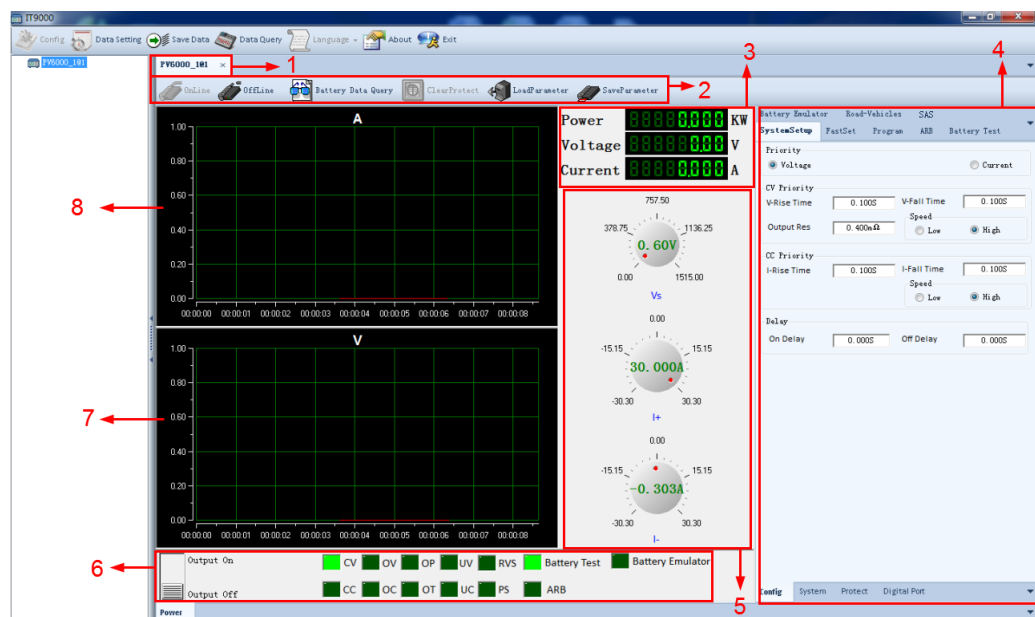 IT9000
Config Data Setting Save Data Data Query Language About Exit
PV6000_101
PV6000_101 ×
1
OnLine OffLine Battery Data Query ClearProtect LoadParameter SaveParameter
2
3
4
A
1.00
0.80
0.60
0.40
0.20
0.00
00:00:00 00:00:01 00:00:02 00:00:03 00:00:04 00:00:05 00:00:06 00:00:07 00:00:08
8
V
1.00
0.80
0.60
0.40
0.20
0.00
00:00:00 00:00:01 00:00:02 00:00:03 00:00:04 00:00:05 00:00:06 00:00:07 00:00:08
7
Power 0.000 KW
Voltage 0.00 V
Current 0.000 A
757.50
378.75 1136.25
0.60V
0.00 1515.00
Vs
0.00
-15.15 15.15
30.000A
-30.30 30.30
I+
0.00
-15.15 15.15
-0.303A
-30.30 30.30
I-
5
Battery Emulator Road-Vehicles SAS
SystemSetup FastSet Program ARB Battery Test
Priority
Voltage Current
CV Priority
V-Rise Time 0.100S V-Fall Time 0.100S
Speed
Output Res 0.400mΩ Low High
CC Priority
I-Rise Time 0.100S I-Fall Time 0.100S
Speed
Low High
Delay
On Delay 0.000S Off Delay 0.000S
Config System Protect Digital Port
6
Output On CV OV OP UV RVS Battery Test Battery Emulator
Output Off CC OC OT UC PS ARB
Power